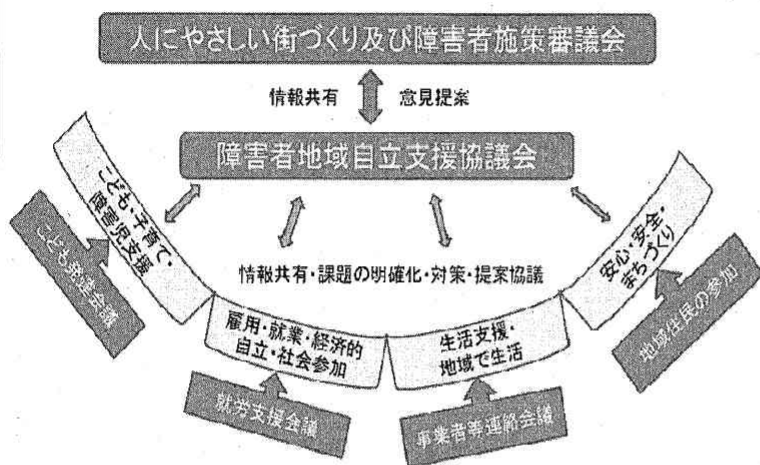 人にやさしい街づくり及び障害者施策審議会
情報共有
意見提案
障害者地域自立支援協議会
こども・子育て・
障害児支援
こども発達会議
情報共有・課題の明確化・対策・提案協議
安心・安全・
まちづくり
地域住民の参加
雇用・就業・経済的
自立・社会参加
就労支援会議
生活支援・
地域で生活
事業者等連絡会議